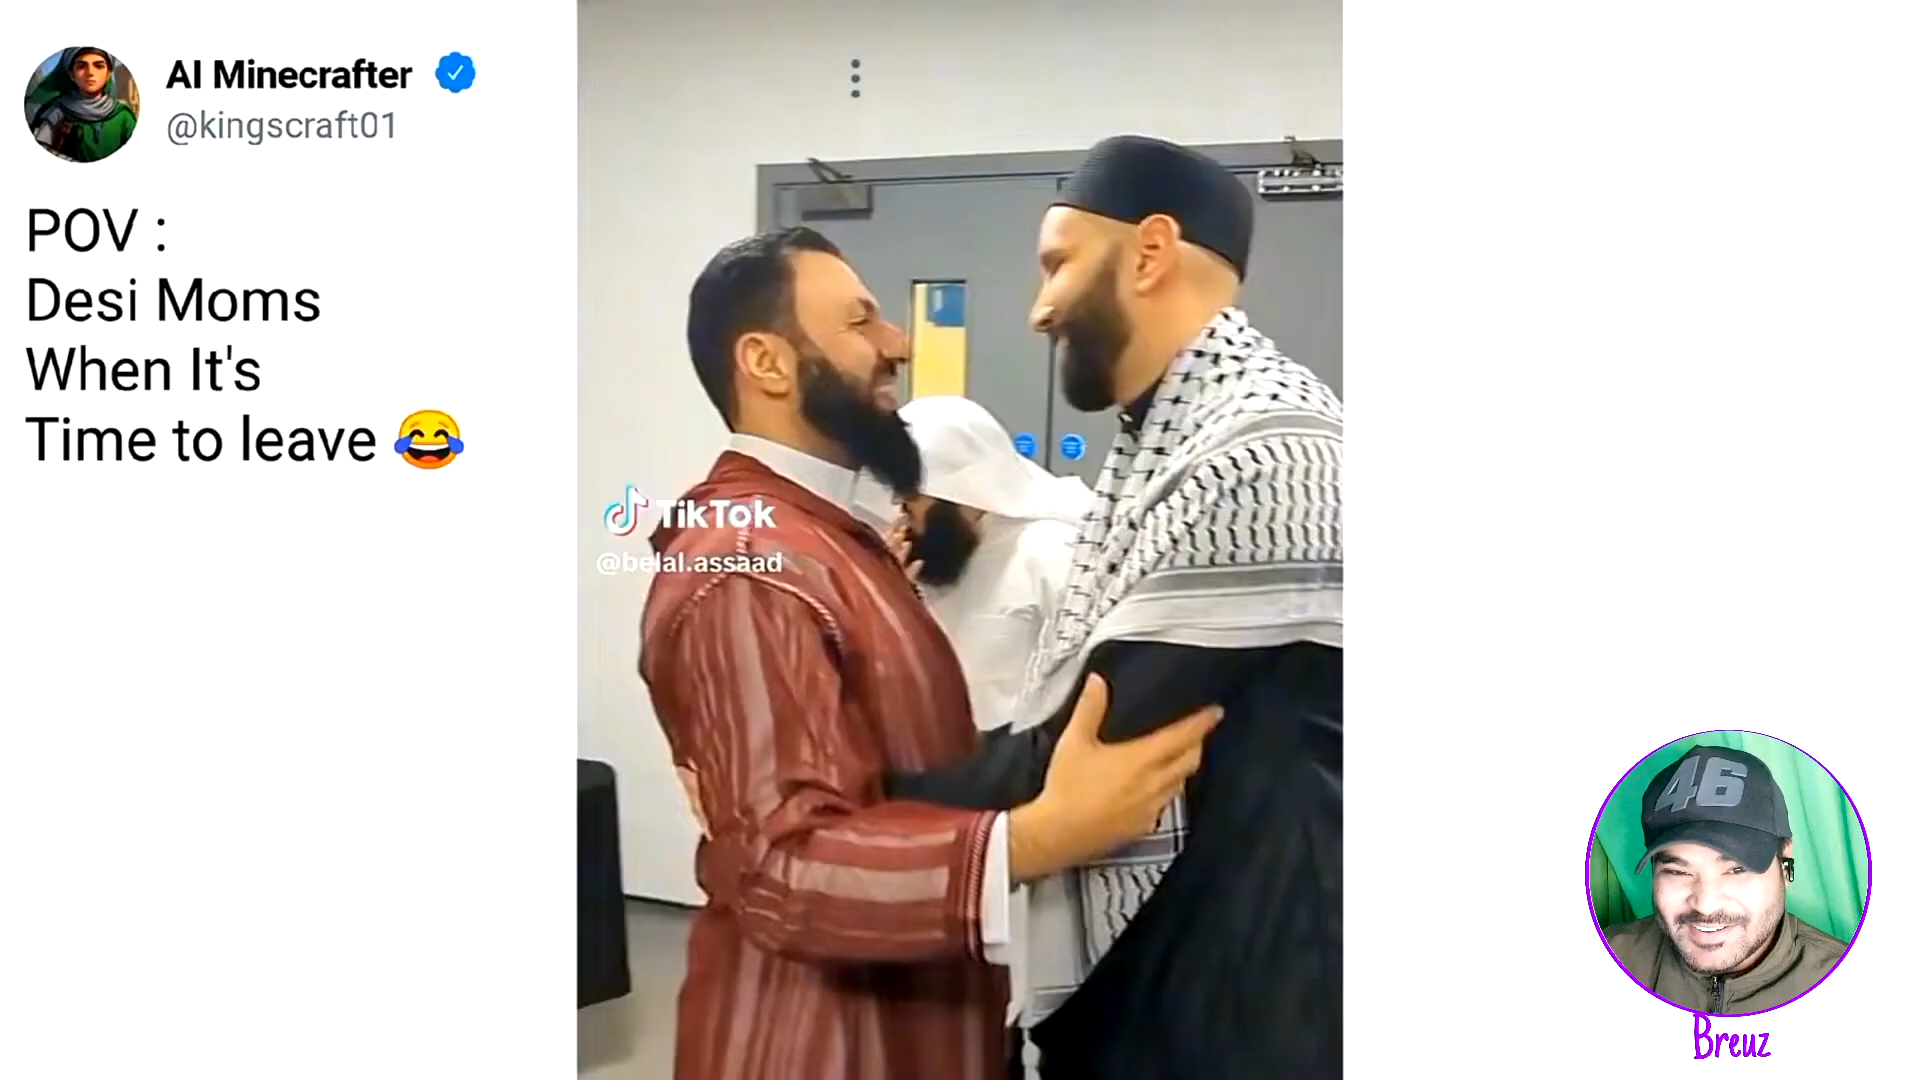 AI Minecrafter
@kingscraft01
POV :
Desi Moms
When It's
Time to leave 😂
TikTok
@belal.assaad
46
Breuz